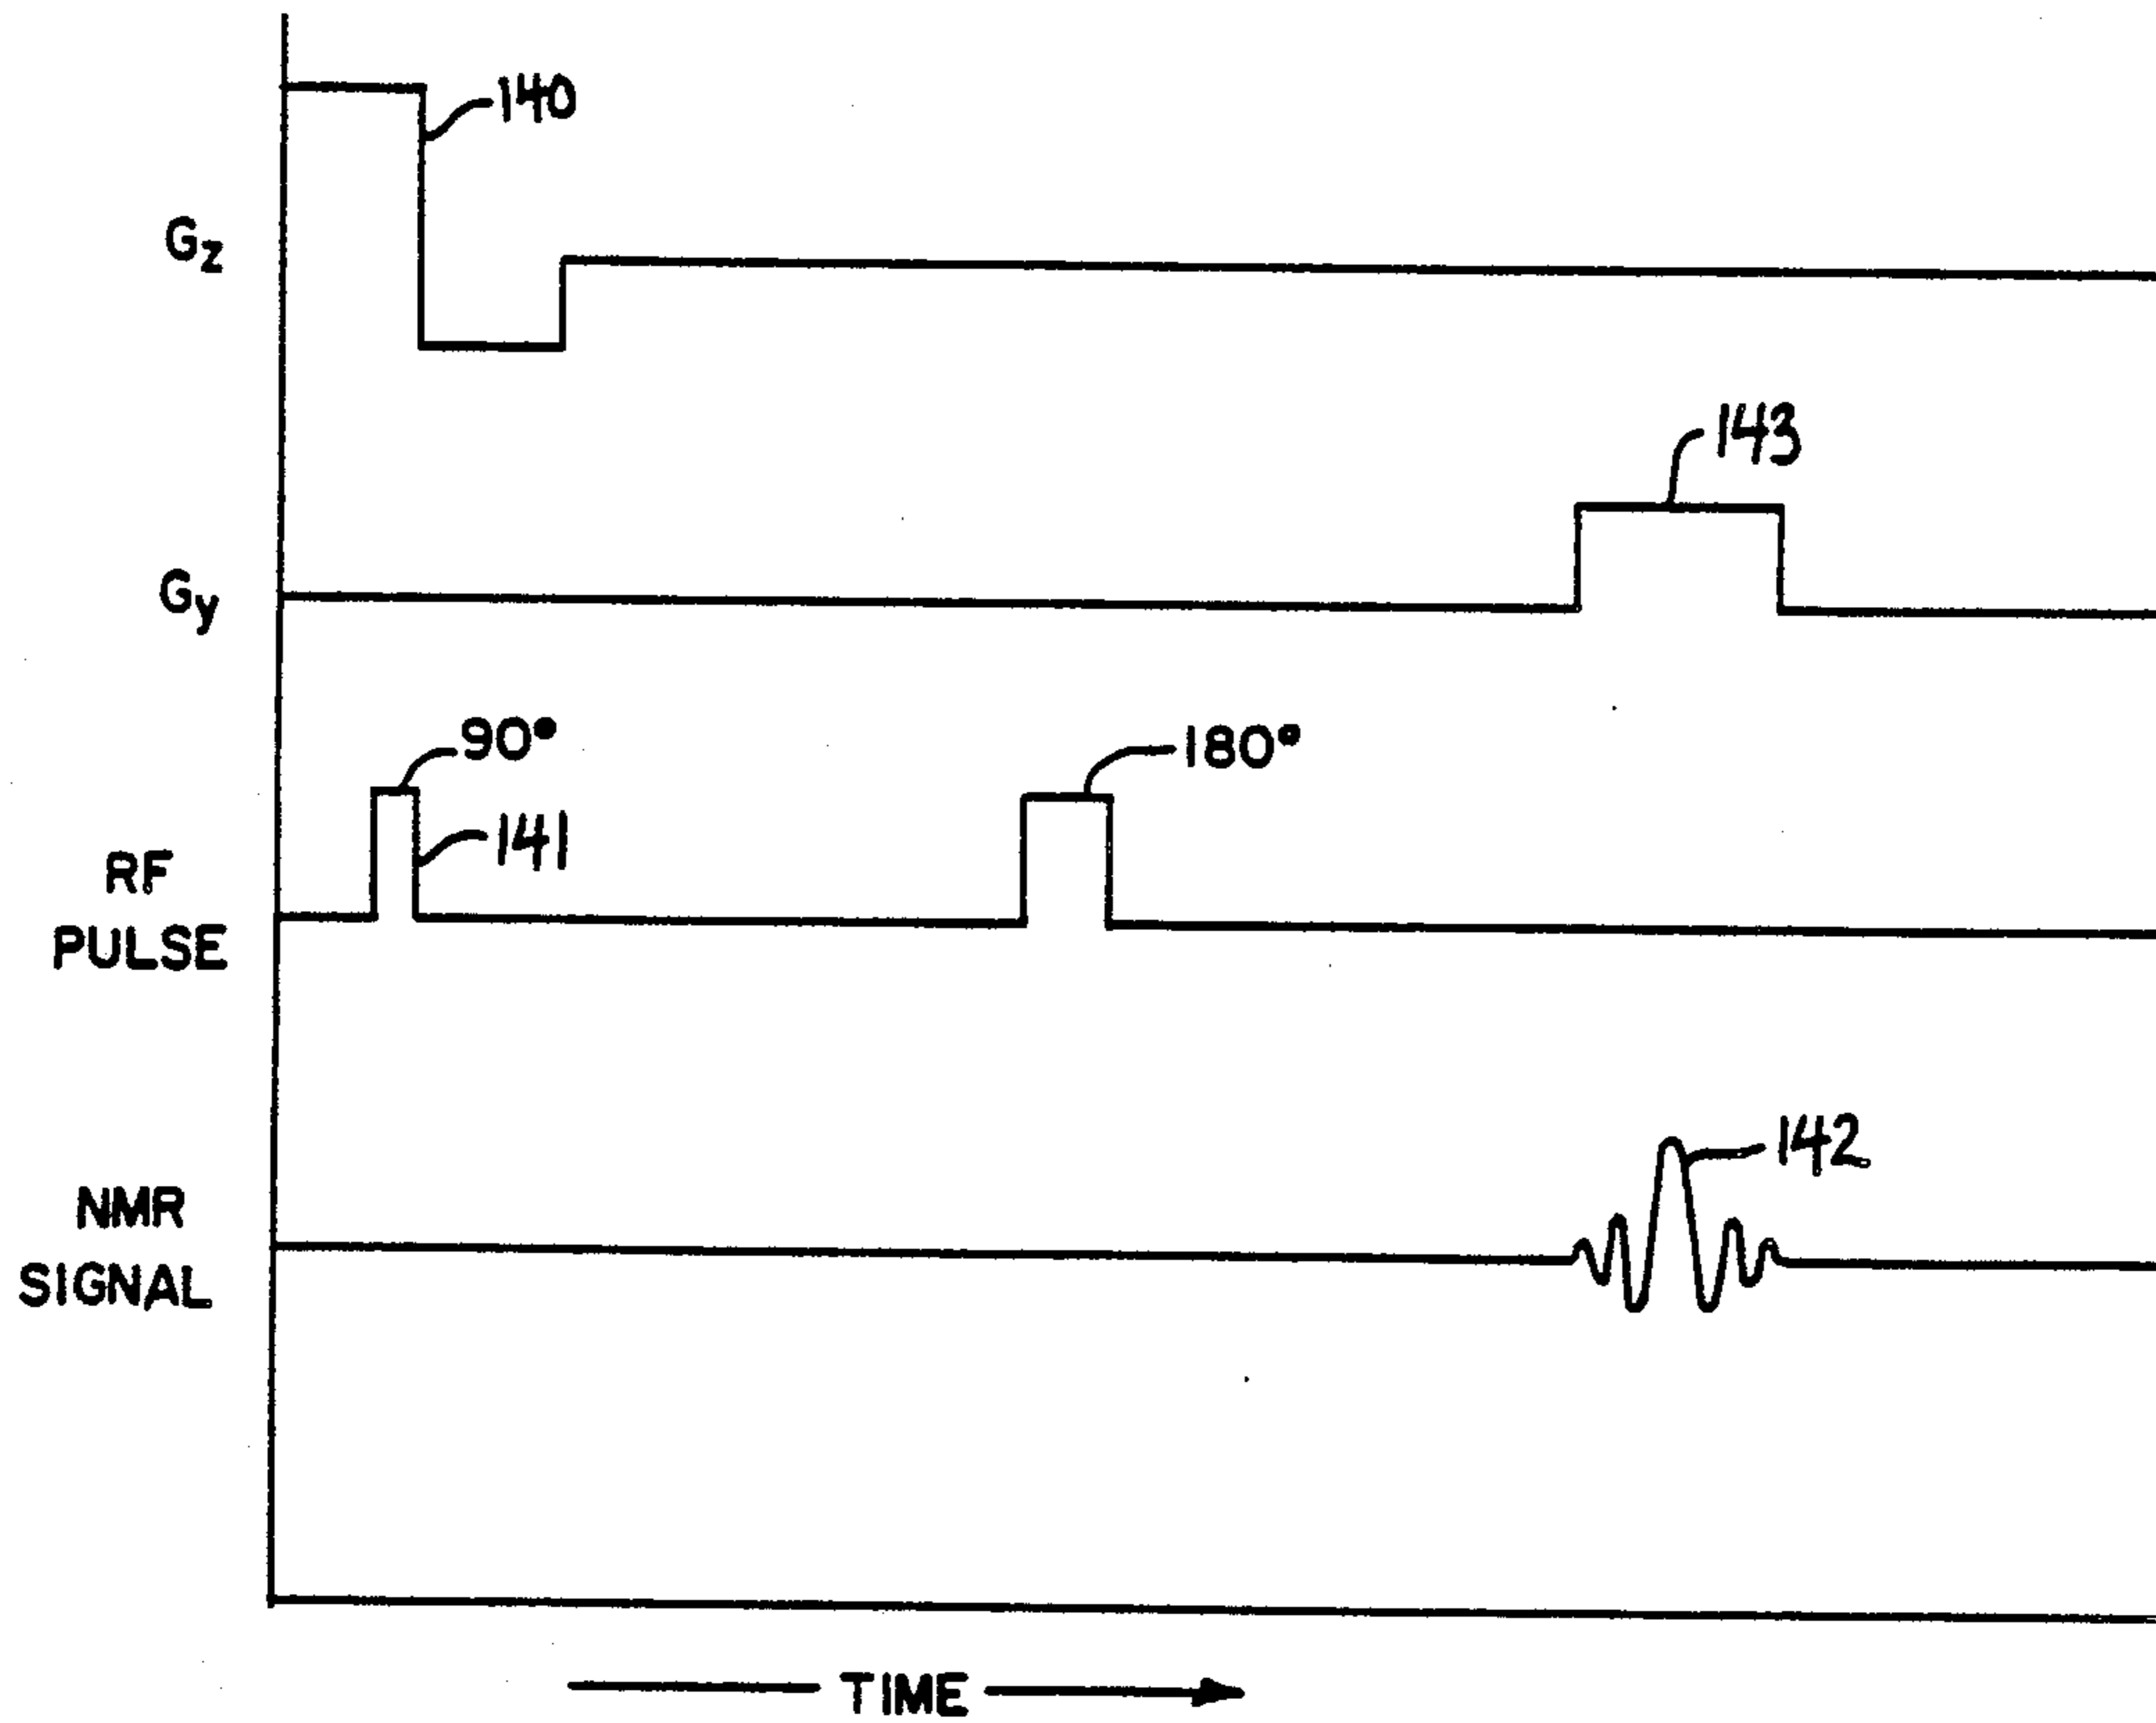 140
Gz
143
Gy
90°
180°
141
RF
PULSE
142
NMR
SIGNAL
TIME